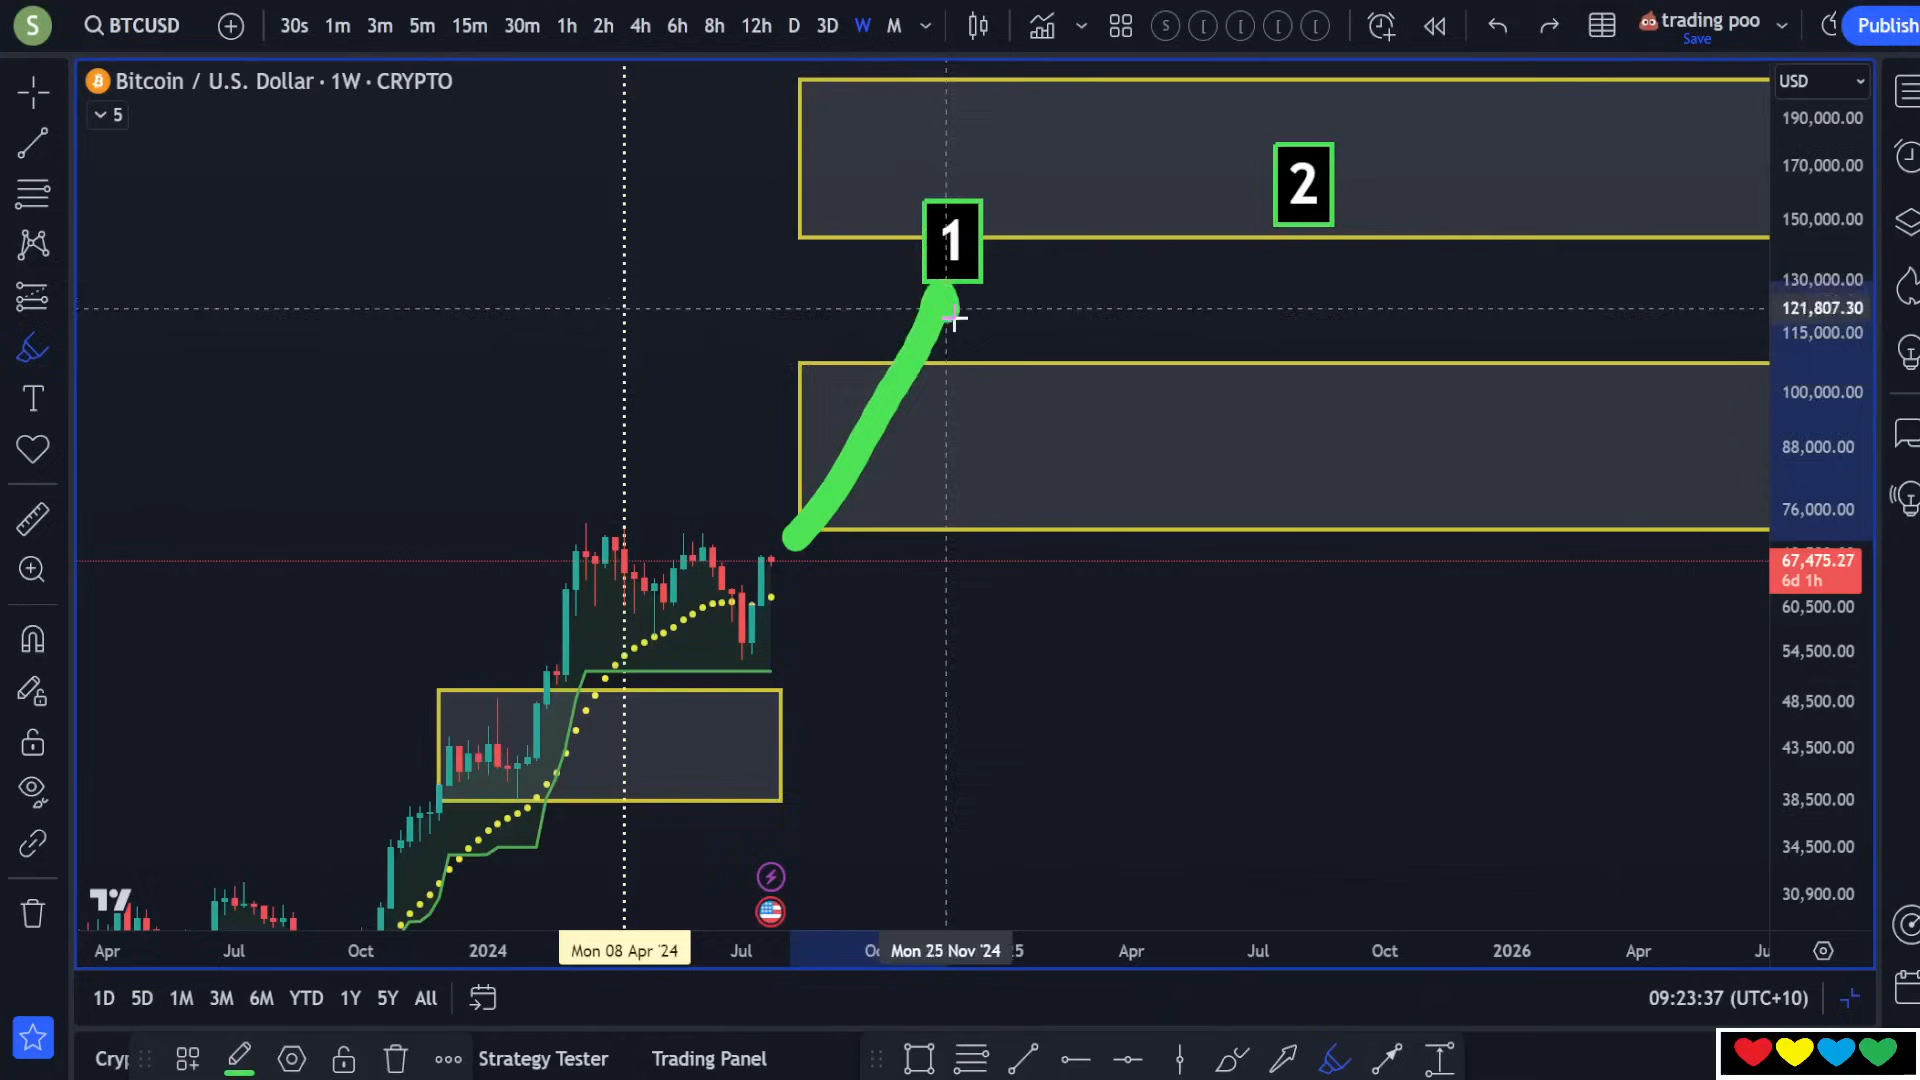 S
BTCUSD
30s 1m 3m 5m 15m 30m 1h 2h 4h 6h 8h 12h D 3D W M
S [ [ [ [
trading poo
Save
Publish
Bitcoin / U.S. Dollar · 1W · CRYPTO
5
USD
190,000.00
170,000.00
2
150,000.00
1
130,000.00
121,807.30
115,000.00
100,000.00
88,000.00
76,000.00
67,475.27
6d 1h
60,500.00
54,500.00
48,500.00
43,500.00
38,500.00
34,500.00
30,900.00
Apr Jul Oct 2024 Mon 08 Apr '24 Jul Mon 25 Nov '24 Apr Jul Oct 2026 Apr
1D 5D 1M 3M 6M YTD 1Y 5Y All
09:23:37 (UTC+10)
Strategy Tester Trading Panel